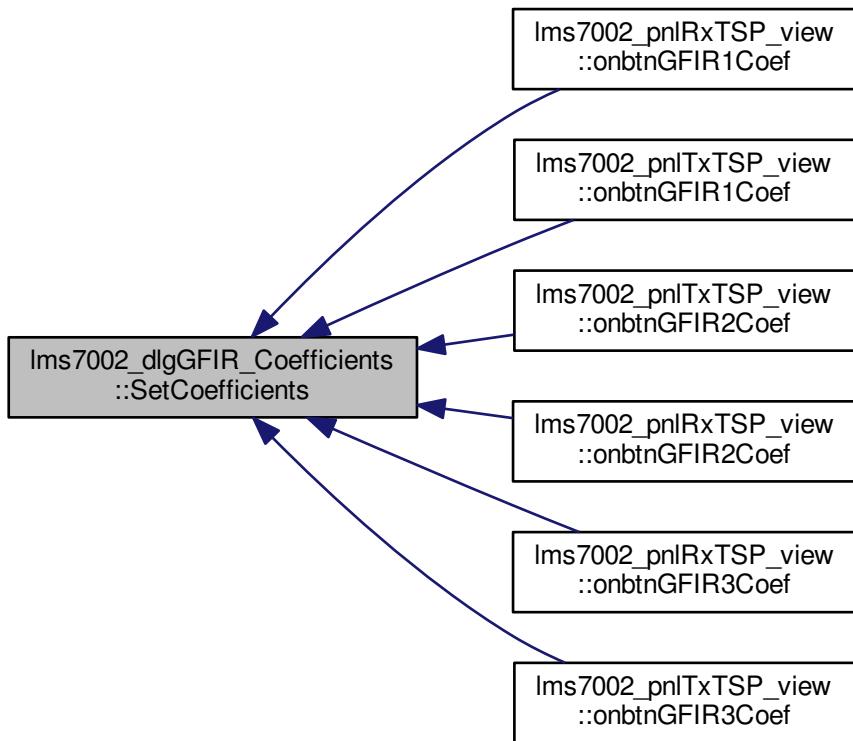 lms7002_pnlRxTSP_view
::onbtnGFIR1Coef
lms7002_pnlTxTSP_view
::onbtnGFIR1Coef
lms7002_pnlTxTSP_view
::onbtnGFIR2Coef
lms7002_dlgGFIR_Coefficients
::SetCoefficients
lms7002_pnlRxTSP_view
::onbtnGFIR2Coef
lms7002_pnlRxTSP_view
::onbtnGFIR3Coef
lms7002_pnlTxTSP_view
::onbtnGFIR3Coef